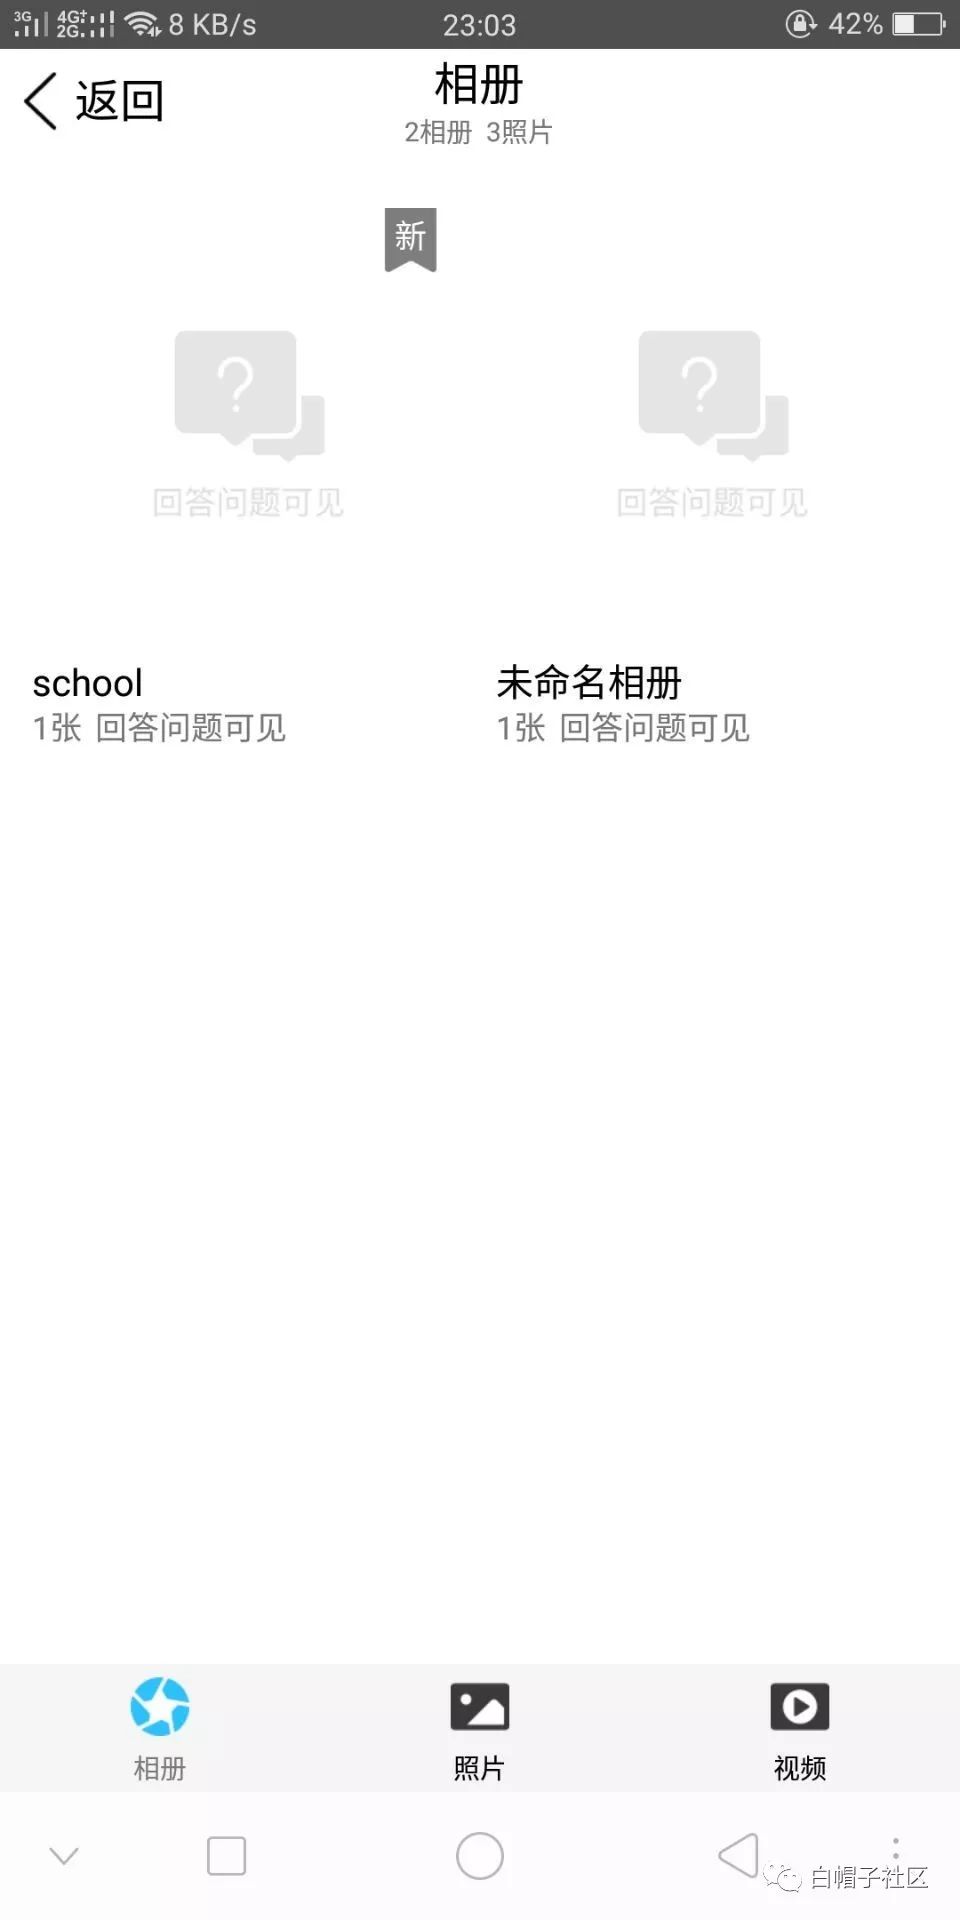 3G 4G+ 2G 8 KB/s 23:03 42%
返回
相册
2相册 3照片
新
? ?
回答问题可见 回答问题可见
school 未命名相册
1张 回答问题可见 1张 回答问题可见
相册 照片 视频
白帽子社区